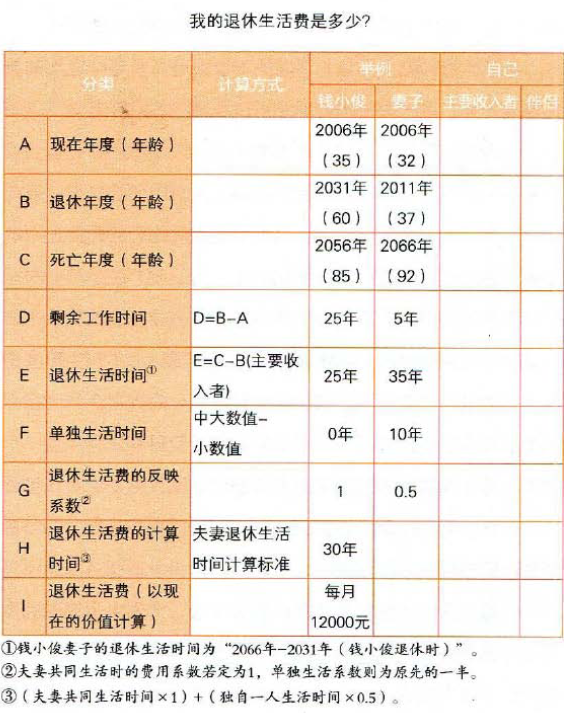 我的退休生活费是多少?
分类 计算方式 举例 自己
钱小俊 妻子 主要收入者 伴侣
A 现在年度(年龄) 2006年(35) 2006年(32)
B 退休年度(年龄) 2031年(60) 2011年(37)
C 死亡年度(年龄) 2056年(85) 2066年(92)
D 剩余工作时间 D=B-A 25年 5年
E 退休生活时间① E=C-B(主要收入者) 25年 35年
F 单独生活时间 中大数值-小数值 0年 10年
G 退休生活费的反映系数② 1 0.5
H 退休生活费的计算时间③ 夫妻退休生活时间计算标准 30年
I 退休生活费(以现在的价值计算) 每月12000元
①钱小俊妻子的退休生活时间为“2066年-2031年(钱小俊退休时)”。
②夫妻共同生活时的费用系数若定为1,单独生活系数则为原先的一半。
③(夫妻共同生活时间×1)+(独自一人生活时间×0.5)。